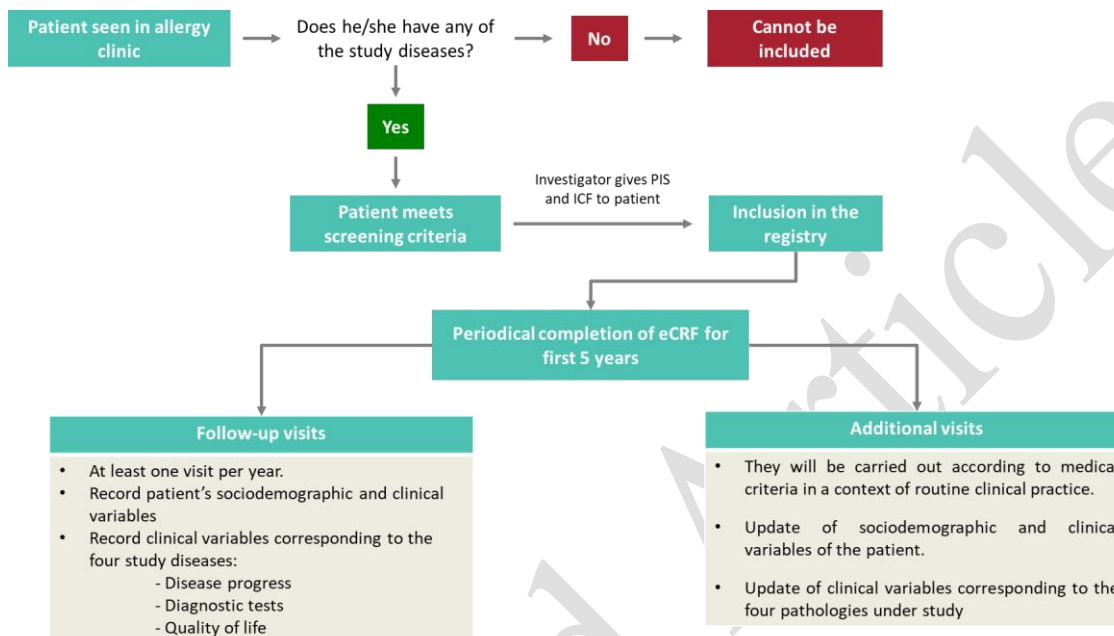 Patient seen in allergy
clinic
Does he/she have any of
the study diseases?
No
Cannot be
included
Yes
Patient meets
screening criteria
Investigator gives PIS
and ICF to patient
Inclusion in the
registry
Periodical completion of eCRF for
first 5 years
Follow-up visits
• At least one visit per year.
• Record patient's sociodemographic and clinical
variables
• Record clinical variables corresponding to the
four study diseases:
- Disease progress
- Diagnostic tests
- Quality of life
Additional visits
• They will be carried out according to medica
criteria in a context of routine clinical practice.
• Update of sociodemographic and clinica
variables of the patient.
• Update of clinical variables corresponding to the
four pathologies under study
d Article